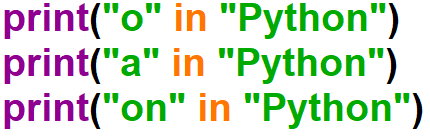 print("o" in "Python")
print("a" in "Python")
print("on" in "Python")